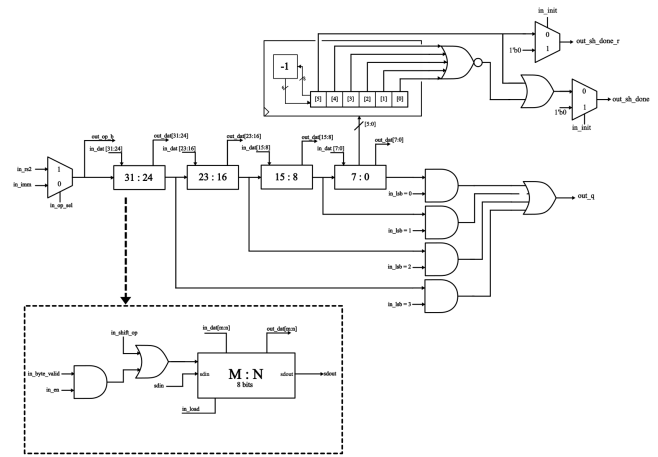 in_init
0
1'b0
1
out_sh_done_r
-1
[5] [4] [3] [2] [1] [0]
0
1'b0
1
out_sh_done
in_init
[5:0]
out_op_b
out_dat[31:24]
out_dat[23:16]
out_dat[15:8]
out_dat[7:0]
in_dat [31:24]
in_dat [23:16]
in_dat[15:8]
in_dat [7:0]
in_rs2
1
in_imm
0
in_op_sel
31 : 24
23 : 16
15 : 8
7 : 0
in_lsb = 0
in_lsb = 1
in_lsb = 2
in_lsb = 3
out_q
in_shift_op
in_dat[m:n]
out_dat[m:n]
in_byte_valid
in_en
sdin
sdin
M : N
8 bits
sdout
sdout
in_load